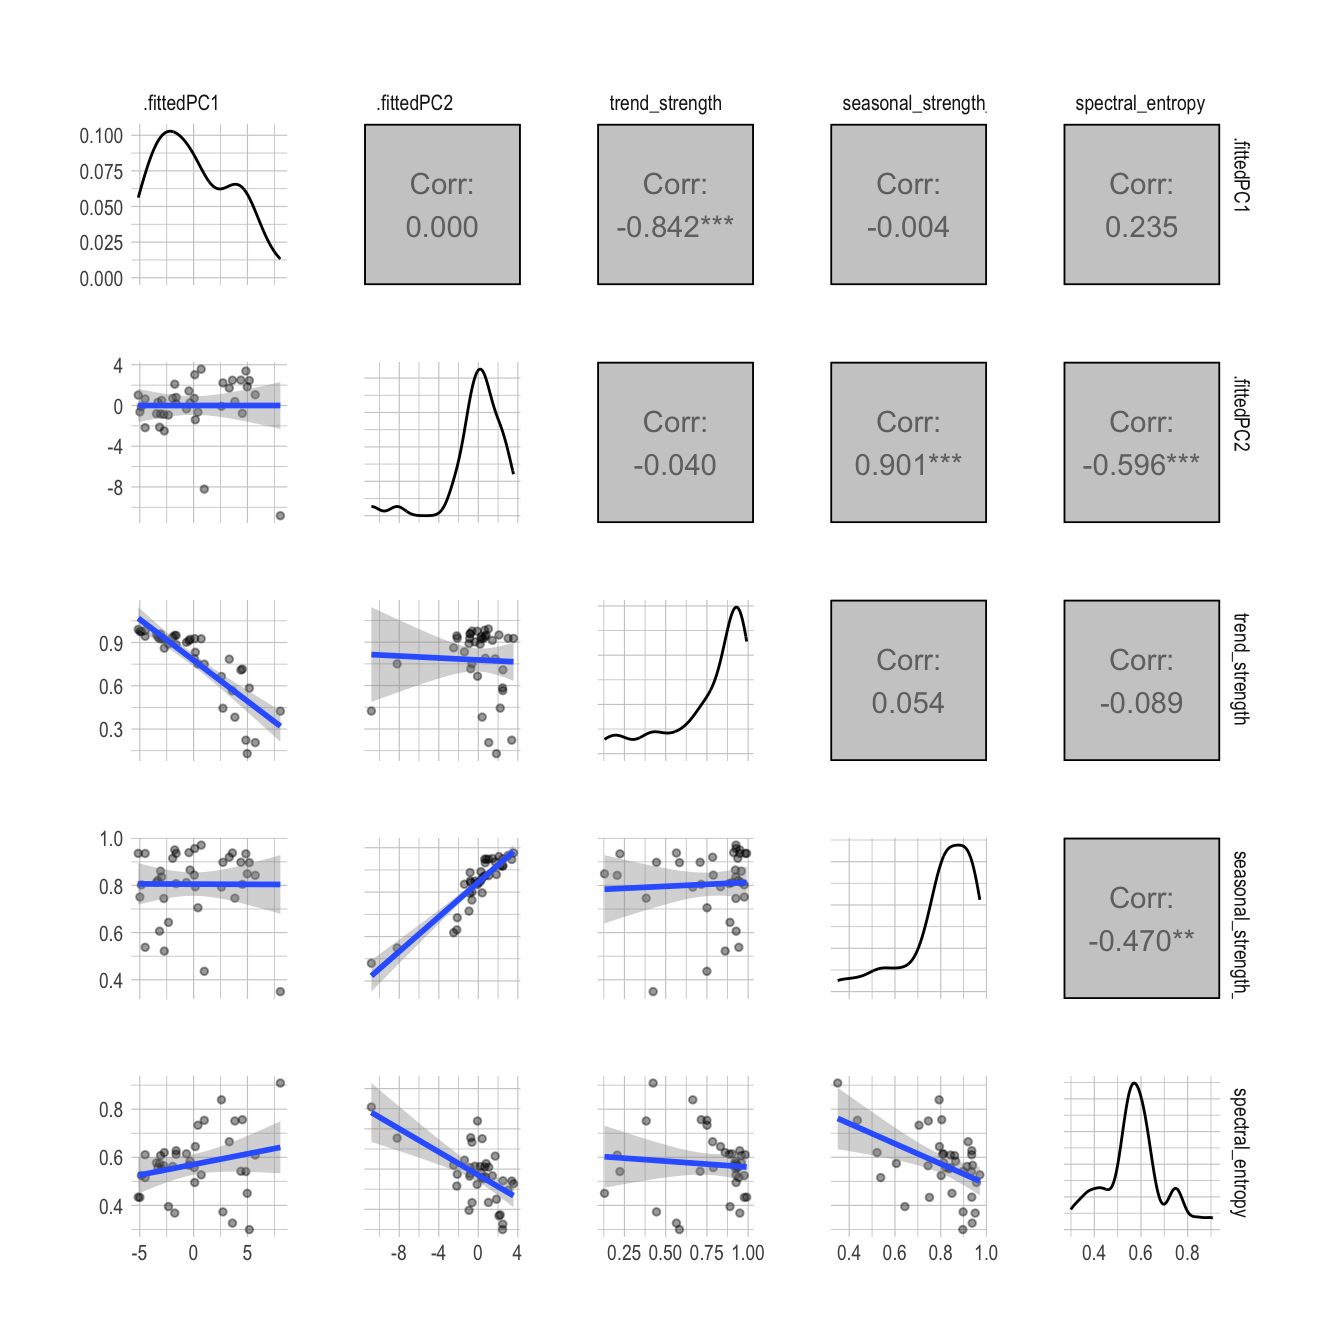 .fittedPC1
.fittedPC2
trend_strength
seasonal_strength_
spectral_entropy
0.100
0.075
0.050
0.025
0.000
Corr:
0.000
Corr:
-0.842***
Corr:
-0.004
Corr:
0.235
.fittedPC1
4
0
-4
-8
Corr:
-0.040
Corr:
0.901***
Corr:
-0.596***
.fittedPC2
0.9
0.6
0.3
Corr:
0.054
Corr:
-0.089
trend_strength
1.0
0.8
0.6
0.4
Corr:
-0.470**
seasonal_strength_
0.8
0.6
0.4
spectral_entropy
-5 0 5
-8 -4 0 4
0.25 0.50 0.75 1.00
0.4 0.6 0.8 1.0
0.4 0.6 0.8